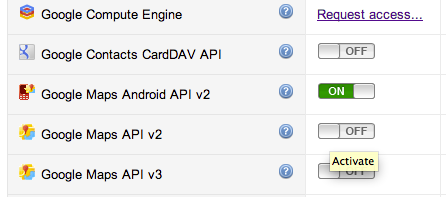 Google Compute Engine ? Request access...
Google Contacts CardDAV API ? OFF
Google Maps Android API v2 ? ON
Google Maps API v2 ? OFF
Activate
Google Maps API v3 ? OFF